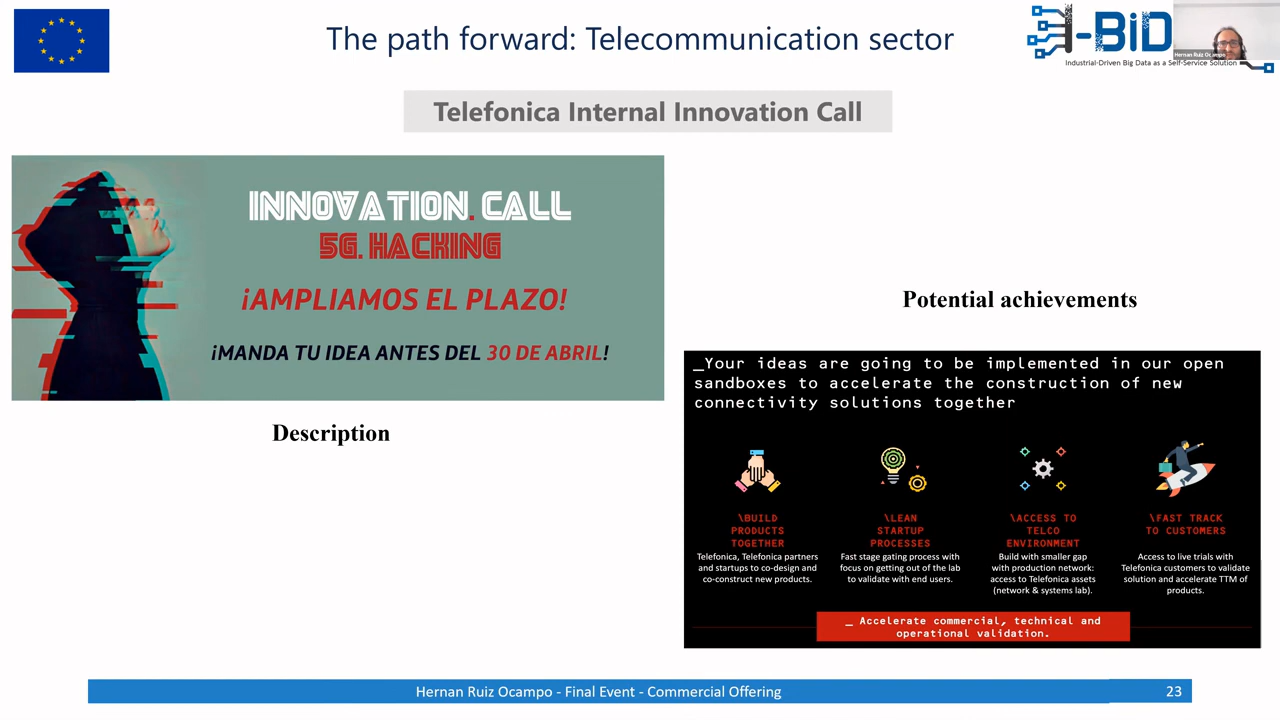 The path forward: Telecommunication sector
I-BiD
Industrial-Driven Big Data as a Self-Service Solution
Hernan Ruiz Ocampo
Telefonica Internal Innovation Call
INNOVATION. CALL
5G. HACKING
¡AMPLIAMOS EL PLAZO!
¡MANDA TU IDEA ANTES DEL 30 DE ABRIL!
Description
Potential achievements
_Your ideas are going to be implemented in our open
sandboxes to accelerate the construction of new
connectivity solutions together
\BUILD
PRODUCTS
TOGETHER
Telefonica, Telefonica partners
and startups to co-design and
co-construct new products.
\LEAN
STARTUP
PROCESSES
Fast stage gating process with
focus on getting out of the lab
to validate with end users.
\ACCESS TO
TELCO
ENVIRONMENT
Build with smaller gap
with production network:
access to Telefonica assets
(network & systems lab).
\FAST TRACK
TO CUSTOMERS
Access to live trials with
Telefonica customers to validate
solution and accelerate TTM of
products.
_ Accelerate commercial, technical and
operational validation.
Hernan Ruiz Ocampo - Final Event - Commercial Offering
23